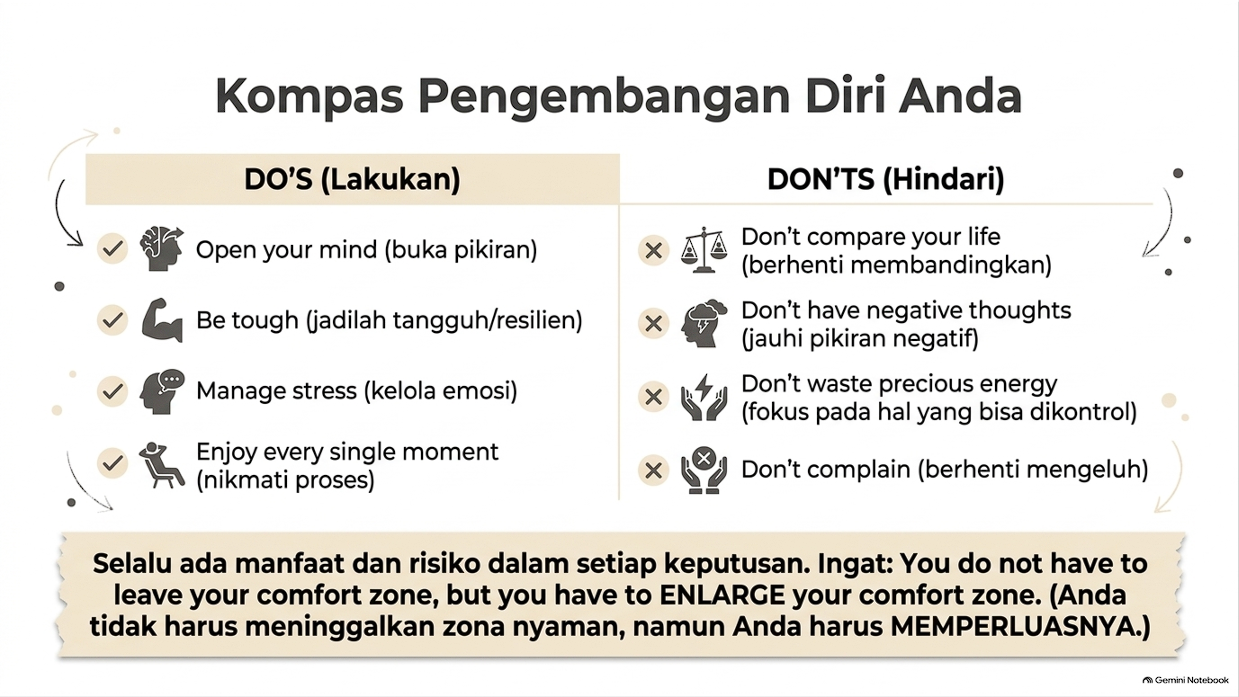 Kompas Pengembangan Diri Anda
DO'S (Lakukan)
Open your mind (buka pikiran)
Be tough (jadilah tangguh/resilien)
Manage stress (kelola emosi)
Enjoy every single moment
(nikmati proses)
DON'TS (Hindari)
Don't compare your life
(berhenti membandingkan)
Don't have negative thoughts
(jauhi pikiran negatif)
Don't waste precious energy
(fokus pada hal yang bisa dikontrol)
Don't complain (berhenti mengeluh)
Selalu ada manfaat dan risiko dalam setiap keputusan. Ingat: You do not have to
leave your comfort zone, but you have to ENLARGE your comfort zone. (Anda
tidak harus meninggalkan zona nyaman, namun Anda harus MEMPERLUASNYA.)
Gemini Notebook